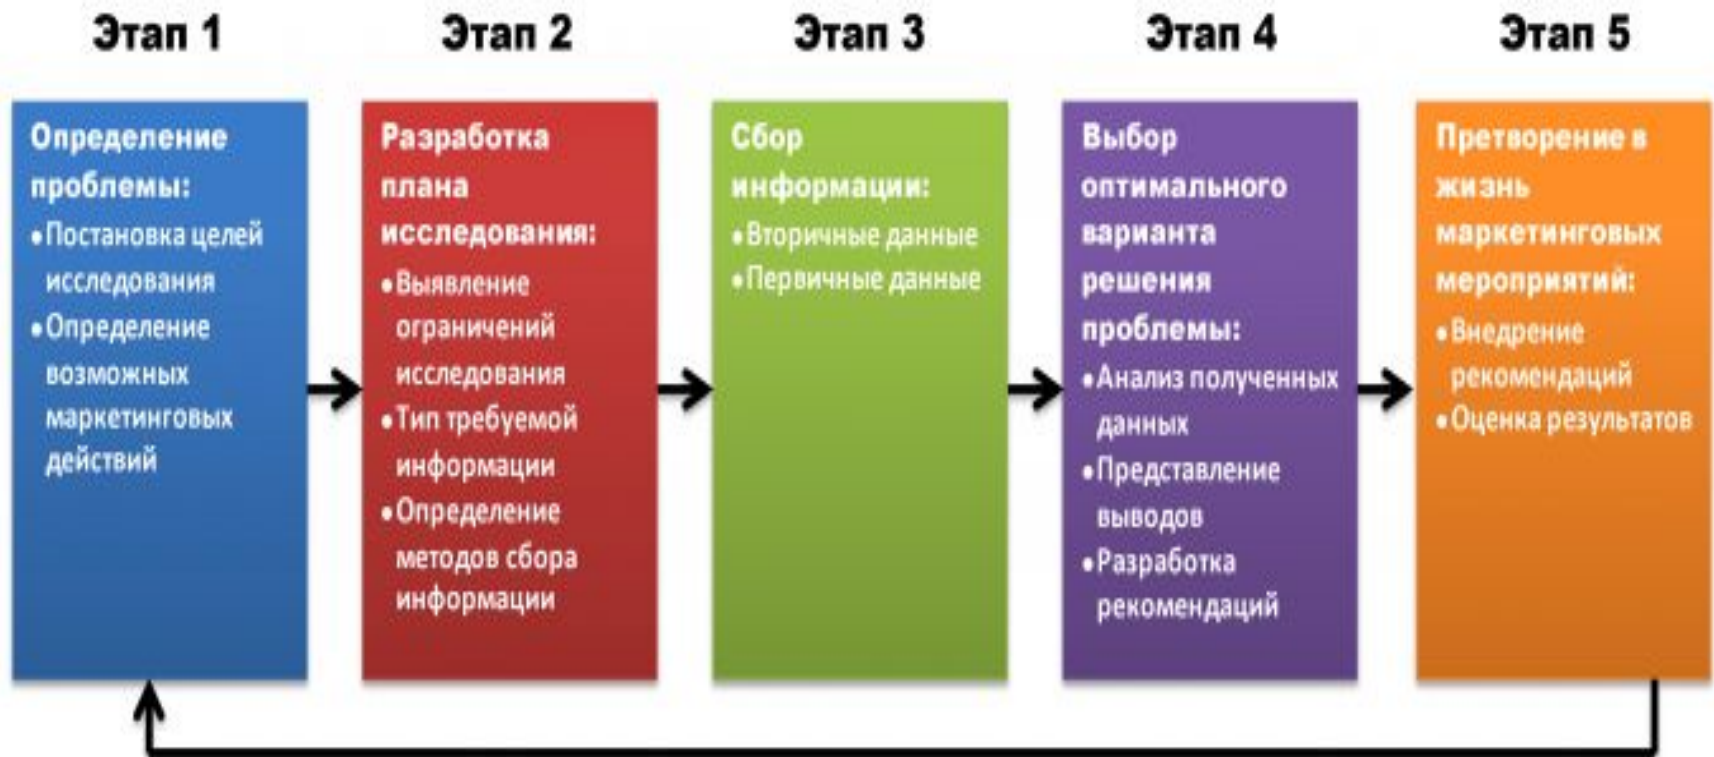 Этап 1
Этап 2
Этап 3
Этап 4
Этап 5
Определение
проблемы:
•Постановка целей
исследования
•Определение
возможных
маркетинговых
действий
Разработка
плана
исследования:
•Выявление
ограничений
исследования
•Тип требуемой
информации
•Определение
методов сбора
информации
Сбор
информации:
•Вторичные данные
•Первичные данные
Выбор
оптимального
варианта
решения
проблемы:
•Анализ полученных
данных
•Представление
выводов
•Разработка
рекомендаций
Претворение в
жизнь
маркетинговых
мероприятий:
•Внедрение
рекомендаций
•Оценка результатов